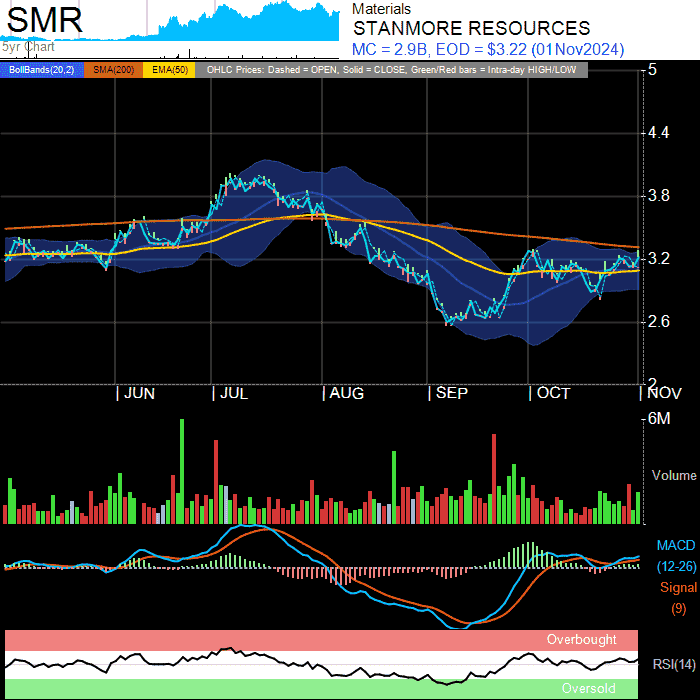 SMR
5yr Chart
Materials
STANMORE RESOURCES
MC = 2.9B, EOD = $3.22 (01Nov2024)
BollBands(20,2) SMA(200) EMA(50) OHLC Prices: Dashed = OPEN, Solid = CLOSE, Green/Red bars = Intra-day HIGH/LOW
5
4.4
3.8
3.2
2.6
2
JUN JUL AUG SEP OCT NOV
6M
Volume
MACD
(12-26)
Signal
(9)
Overbought
RSI(14)
Oversold